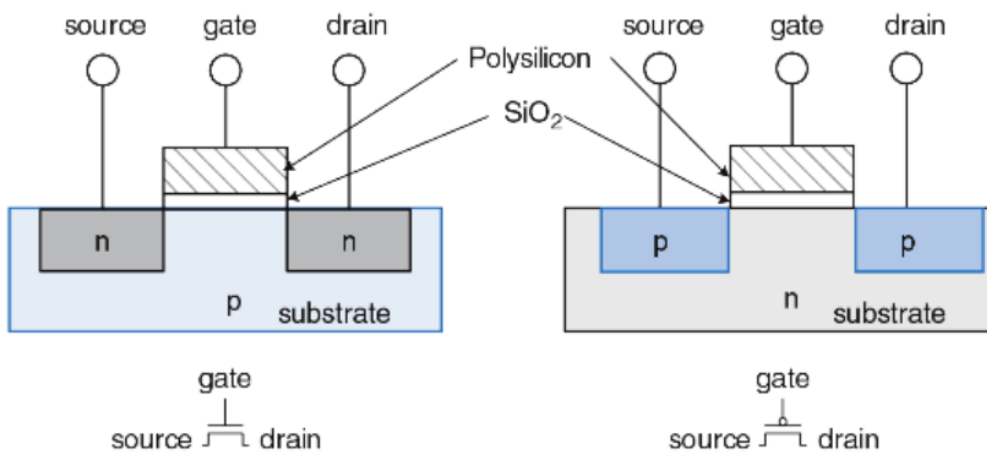 source gate drain source gate drain
Polysilicon
SiO₂
n n p p
p n
substrate substrate
gate gate
source drain source drain